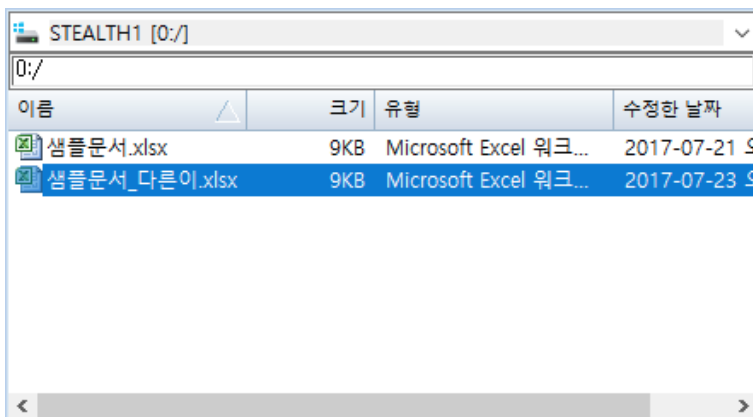 STEALTH1 [0:/]
0:/
이름 크기 유형 수정한 날짜
샘플문서.xlsx 9KB Microsoft Excel 워크... 2017-07-21
샘플문서_다른이.xlsx 9KB Microsoft Excel 워크... 2017-07-23